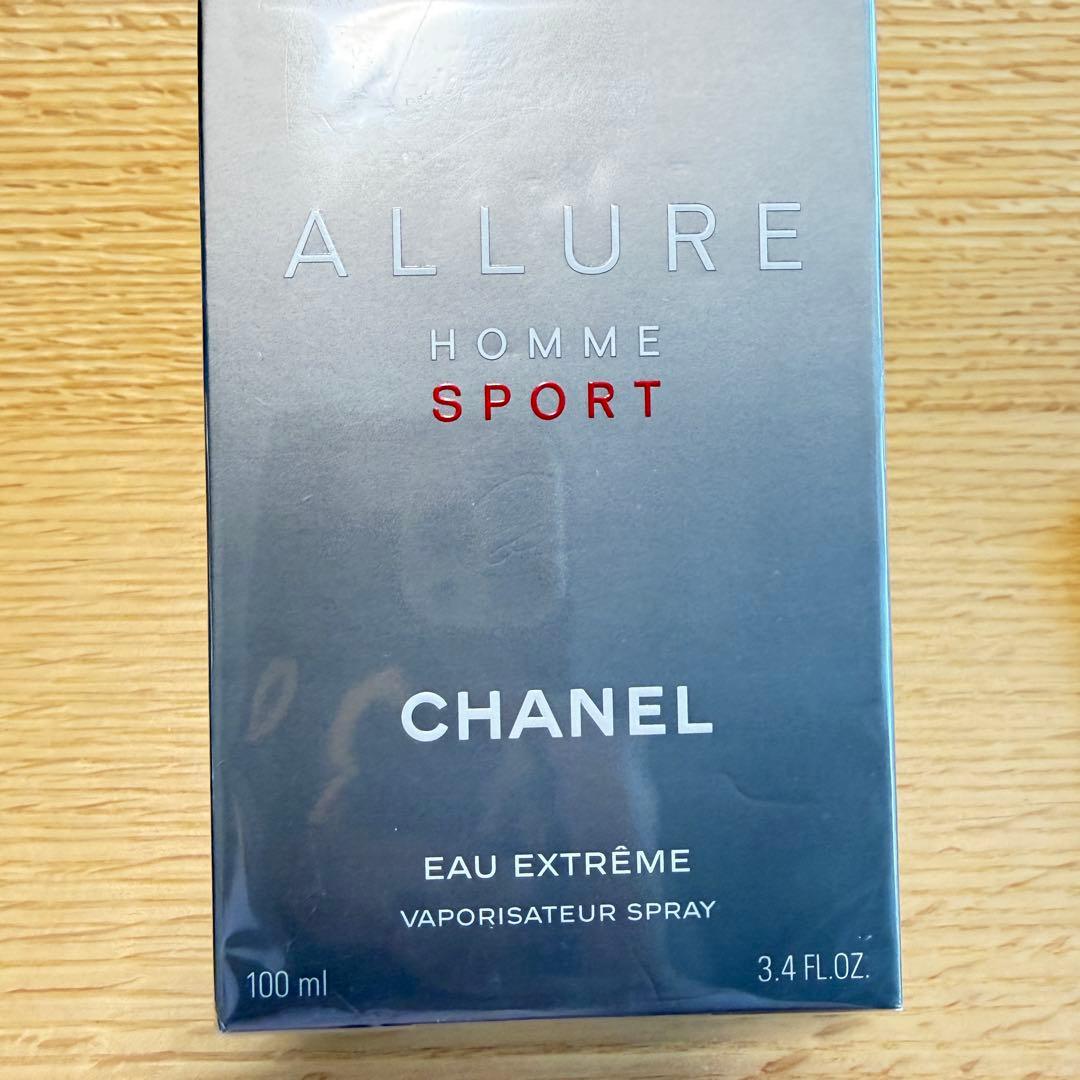 ALLURE
HOMME
SPORT
CHANEL
EAU EXTRÊME
VAPORISATEUR SPRAY
100 ml
3.4 FL.OZ.